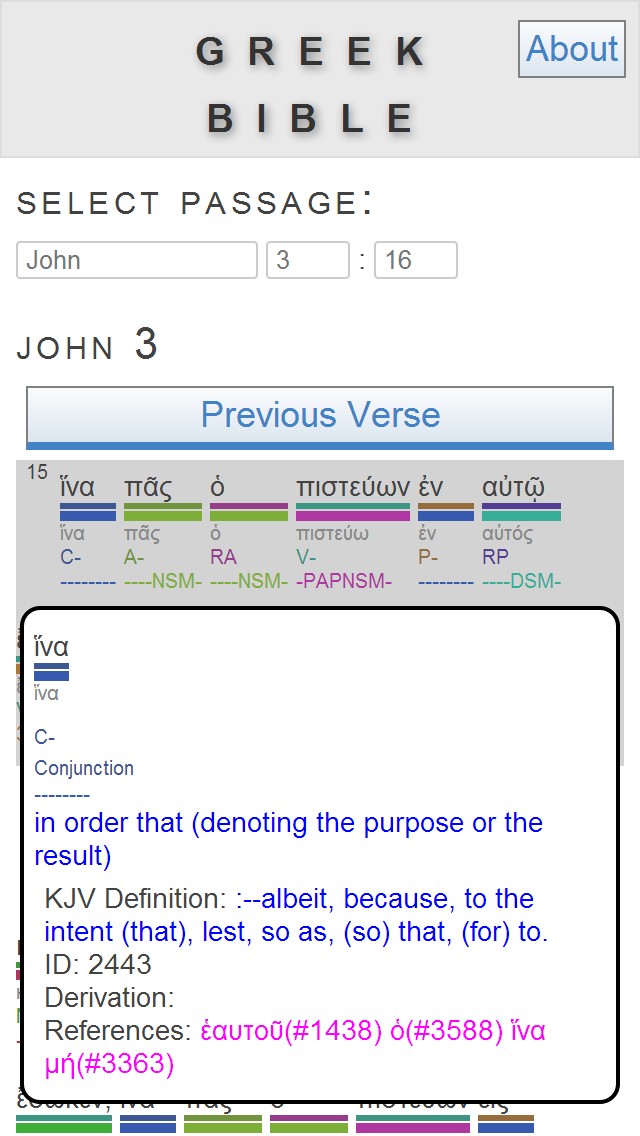 GREEK
BIBLE
About
SELECT PASSAGE:
John 3 : 16
JOHN 3
Previous Verse
15 ἵνα πᾶς ὁ πιστεύων ἐν αὐτῷ
ἵνα πᾶς ὁ πιστεύω ἐν αὐτός
C- A- RA V- P- RP
--------- ----NSM- ----NSM- -PAPNSM- --------- ----DSM-
ἵνα
ἵνα
C-
Conjunction
--------
in order that (denoting the purpose or the
result)
KJV Definition: :--albeit, because, to the
intent (that), lest, so as, (so) that, (for) to.
ID: 2443
Derivation:
References: ἑαυτοῦ(#1438) ὁ(#3588) ἵνα
μή(#3363)